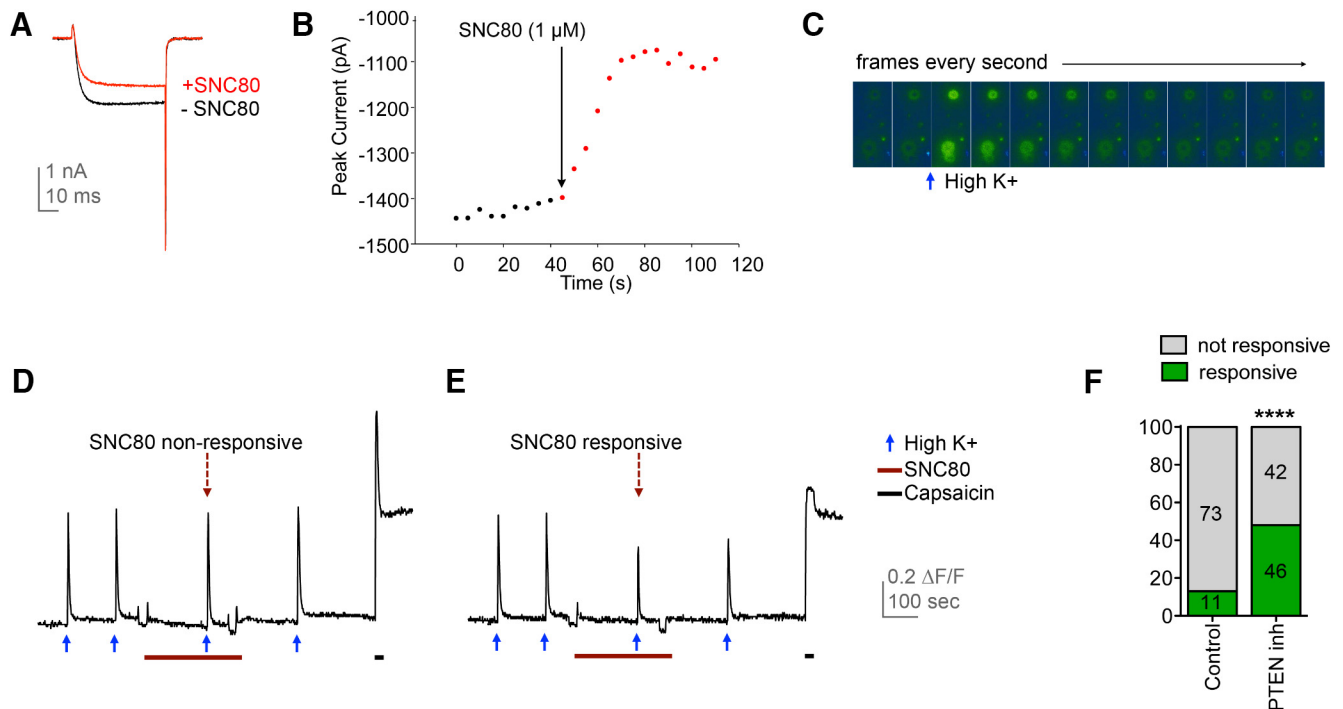 A
+SNC80
- SNC80
1 nA
10 ms
B
SNC80 (1 µM)
Peak Current (pA)
-1000
-1100
-1200
-1300
-1400
-1500
0 20 40 60 80 100 120
Time (s)
C
frames every second
High K+
D
SNC80 non-responsive
E
SNC80 responsive
High K+
SNC80
Capsaicin
0.2 ΔF/F
100 sec
F
not responsive
responsive
****
100
80
60
40
20
0
73
11
42
46
Control
PTEN inh